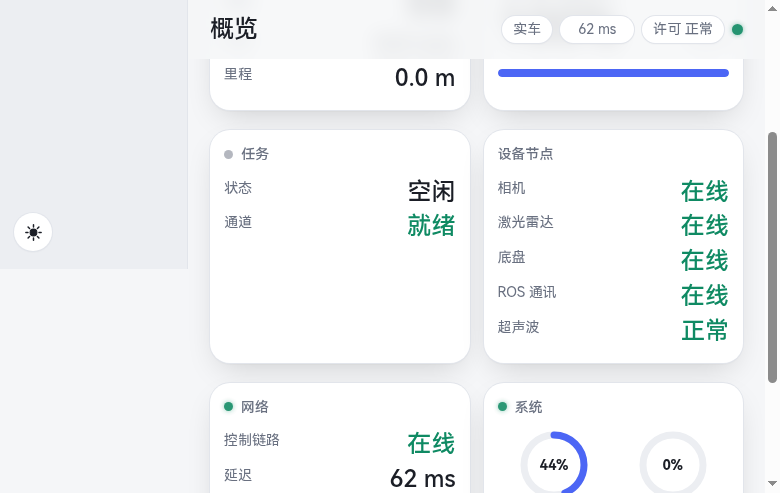 概览
实车
62 ms
许可 正常
里程
0.0 m
任务
状态
空闲
通道
就绪
设备节点
相机
在线
激光雷达
在线
底盘
在线
ROS 通讯
在线
超声波
正常
网络
控制链路
在线
延迟
62 ms
系统
44%
0%